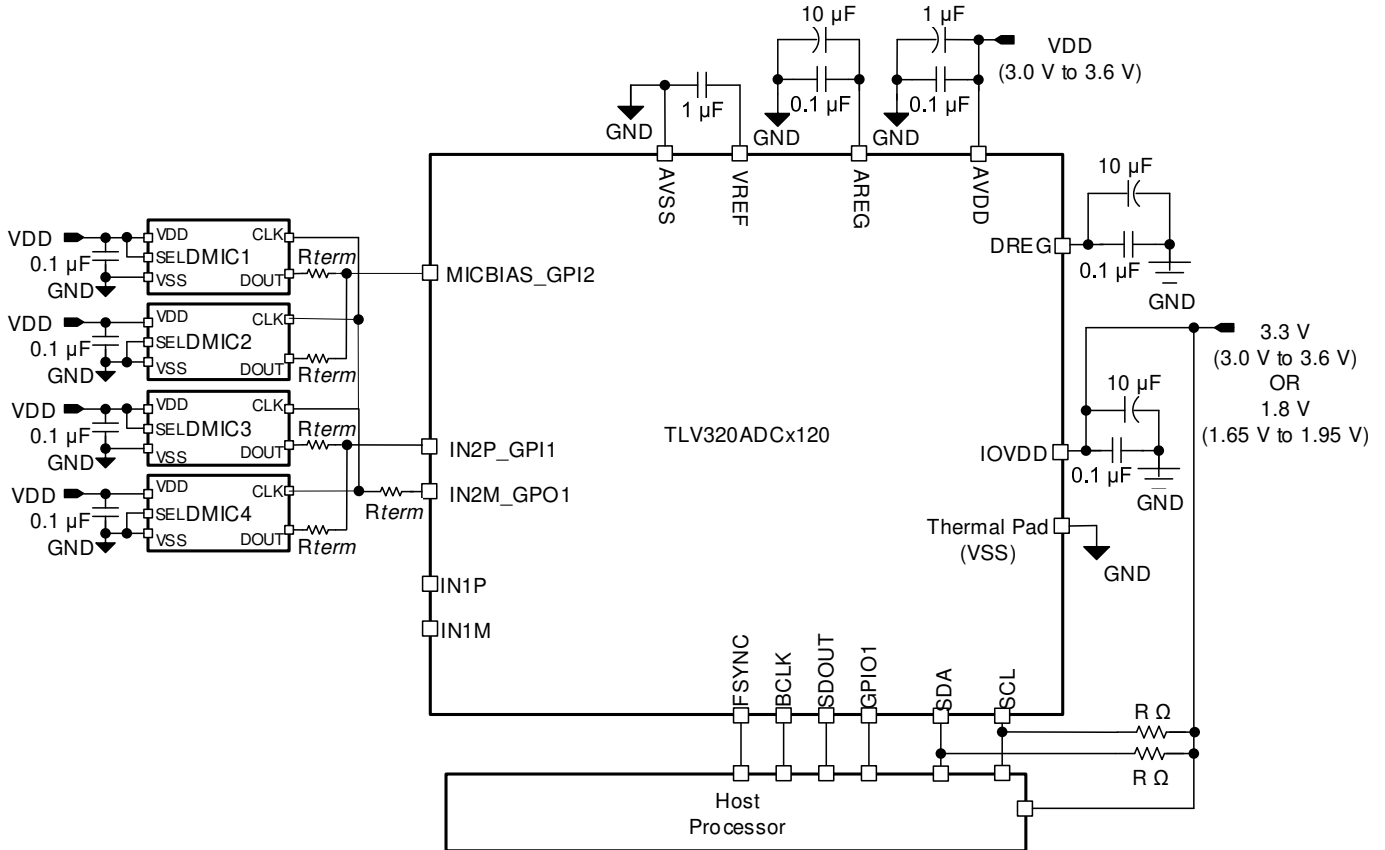 10 µF
1 µF
VDD
(3.0 V to 3.6 V)
0.1 µF
0.1 µF
1 µF
GND
GND
GND
AVSS
VREF
AREG
AVDD
10 µF
DREG
0.1 µF
GND
VDD
0.1 µF
GND
VDD
CLK
SEL
DMIC1
VSS
DOUT
Rterm
MICBIAS_GPI2
VDD
0.1 µF
GND
VDD
CLK
SEL
DMIC2
VSS
DOUT
Rterm
VDD
0.1 µF
GND
VDD
CLK
SEL
DMIC3
VSS
DOUT
Rterm
IN2P_GPI1
VDD
0.1 µF
GND
VDD
CLK
SEL
DMIC4
VSS
DOUT
Rterm
Rterm
IN2M_GPO1
TLV320ADCx120
3.3 V
(3.0 V to 3.6 V)
OR
1.8 V
(1.65 V to 1.95 V)
10 µF
IOVDD
0.1 µF
GND
Thermal Pad
(VSS)
GND
IN1P
IN1M
FSYNC
BCLK
SDOUT
GPIO1
SDA
SCL
R Ω
R Ω
Host
Processor